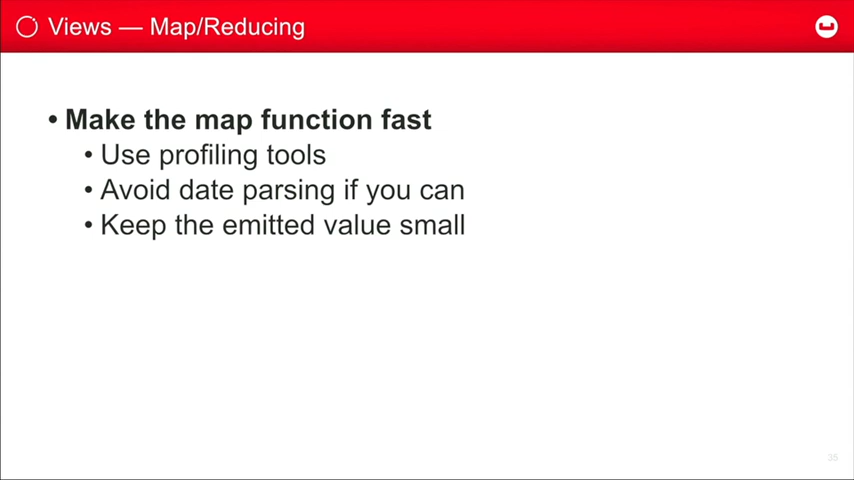 Views — Map/Reducing
• Make the map function fast
• Use profiling tools
• Avoid date parsing if you can
• Keep the emitted value small
35